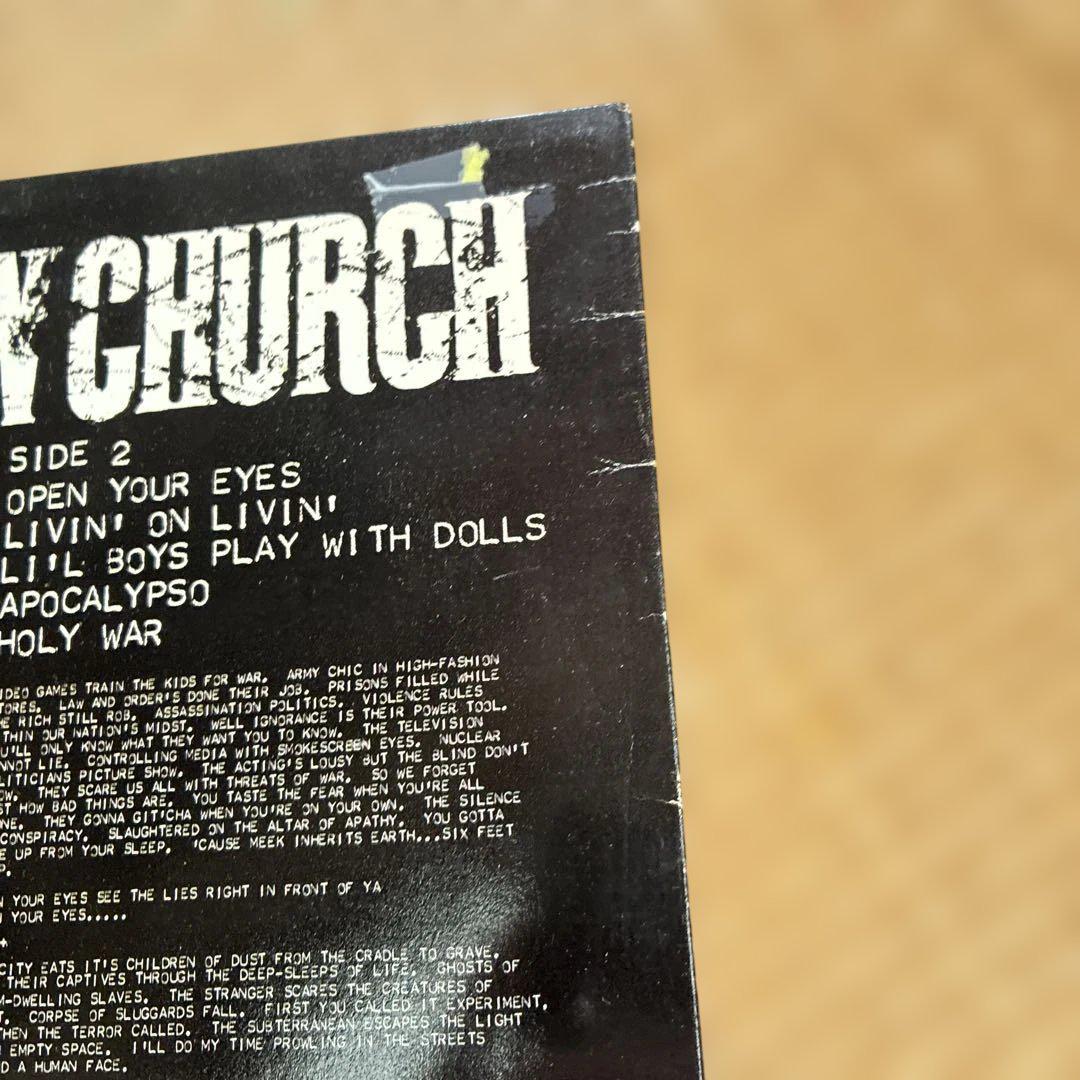 Y CHURCH
SIDE 2
OPEN YOUR EYES
LIVIN' ON LIVIN'
LI'L BOYS PLAY WITH DOLLS
APOCALYPSO
HOLY WAR
IDEO GAMES TRAIN THE KIDS FOR WAR. ARMY CHIC IN HIGH-FASHION
TORES. LAW AND ORDER'S DONE THEIR JOB. PRISONS FILLED WHILE
E RICH STILL ROB. ASSASSINATION POLITICS. VIOLENCE RULES
THIN OUR NATION'S MIDST. WELL IGNORANCE IS THEIR POWER TOOL.
U'LL ONLY KNOW WHAT THEY WANT YOU TO KNOW. THE TELEVISION
NNOT LIE. CONTROLLING MEDIA WITH SMOKESCREEN EYES. NUCLEAR
LITICIANS PICTURE SHOW. THE ACTING'S LOUSY BUT THE BLIND DON'T
OW. THEY SCARE US ALL WITH THREATS OF WAR. SO WE FORGET
ST HOW BAD THINGS ARE. YOU TASTE THE FEAR WHEN YOU'RE ALL
NE. THEY GONNA GIT'CHA WHEN YOU'RE ON YOUR OWN. THE SILENCE
CONSPIRACY. SLAUGHTERED ON THE ALTAR OF APATHY. YOU GOTTA
E UP FROM YOUR SLEEP. 'CAUSE MEEK INHERITS EARTH...SIX FEET
P.
N YOUR EYES SEE THE LIES RIGHT IN FRONT OF YA
N YOUR EYES.....
+
CITY EATS IT'S CHILDREN OF DUST FROM THE CRADLE TO GRAVE.
THEIR CAPTIVES THROUGH THE DEEP-SLEEPS OF LIFE. GHOSTS OF
M-DWELLING SLAVES. THE STRANGER SCARES THE CREATURES OF
T. CORPSE OF SLUGGARDS FALL. FIRST YOU CALLED IT EXPERIMENT,
THEN THE TERROR CALLED. THE SUBTERRANEAN ESCAPES THE LIGHT
EMPTY SPACE. I'LL DO MY TIME PROWLING IN THE STREETS
D A HUMAN FACE.